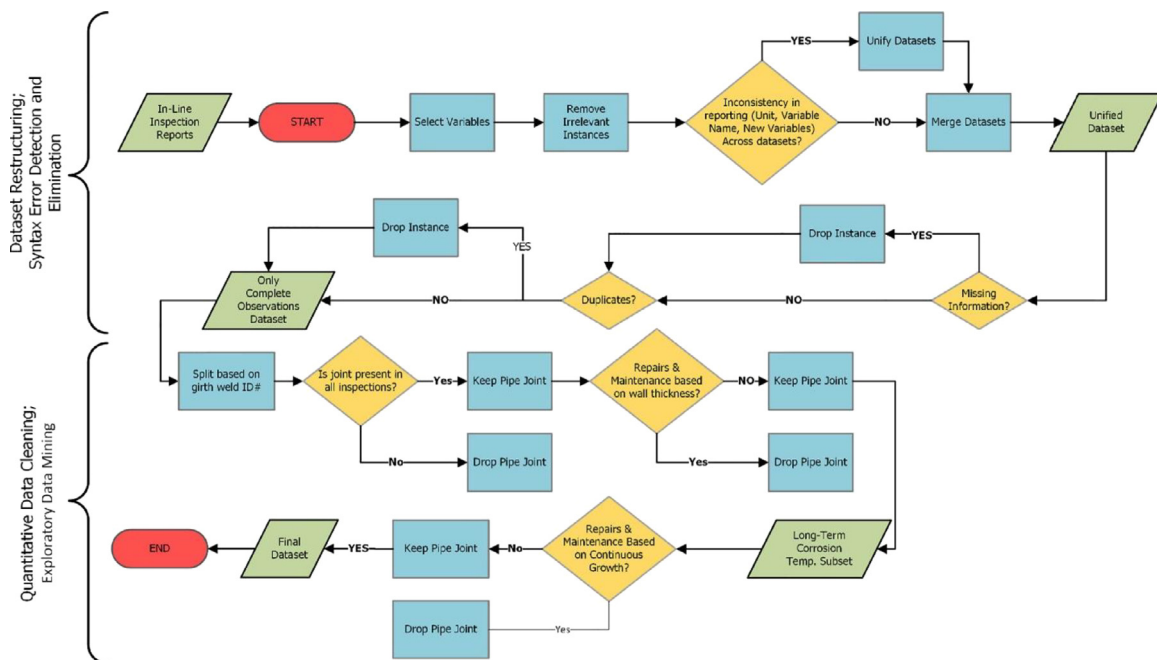 Dataset Restructuring;
Syntax Error Detection and
Elimination
In-Line
Inspection
Reports
START
Select Variables
Remove
Irrelevant
Instances
Inconsistency in
reporting (Unit, Variable
Name, New Variables)
Across datasets?
YES
Unify Datasets
NO
Merge Datasets
Unified
Dataset
Missing
Information?
YES
Drop Instance
NO
Duplicates?
YES
Drop Instance
NO
Only
Complete
Observations
Dataset
Quantitative Data Cleaning;
Exploratory Data Mining
Split based on
girth weld ID#
Is joint present in
all inspections?
Yes
Keep Pipe Joint
No
Drop Pipe Joint
Repairs &
Maintenance based
on wall thickness?
NO
Keep Pipe Joint
Yes
Drop Pipe Joint
Long-Term
Corrosion
Temp. Subset
Repairs &
Maintenance Based
on Continuous
Growth?
No
Keep Pipe Joint
Yes
Drop Pipe Joint
YES
Final
Dataset
END